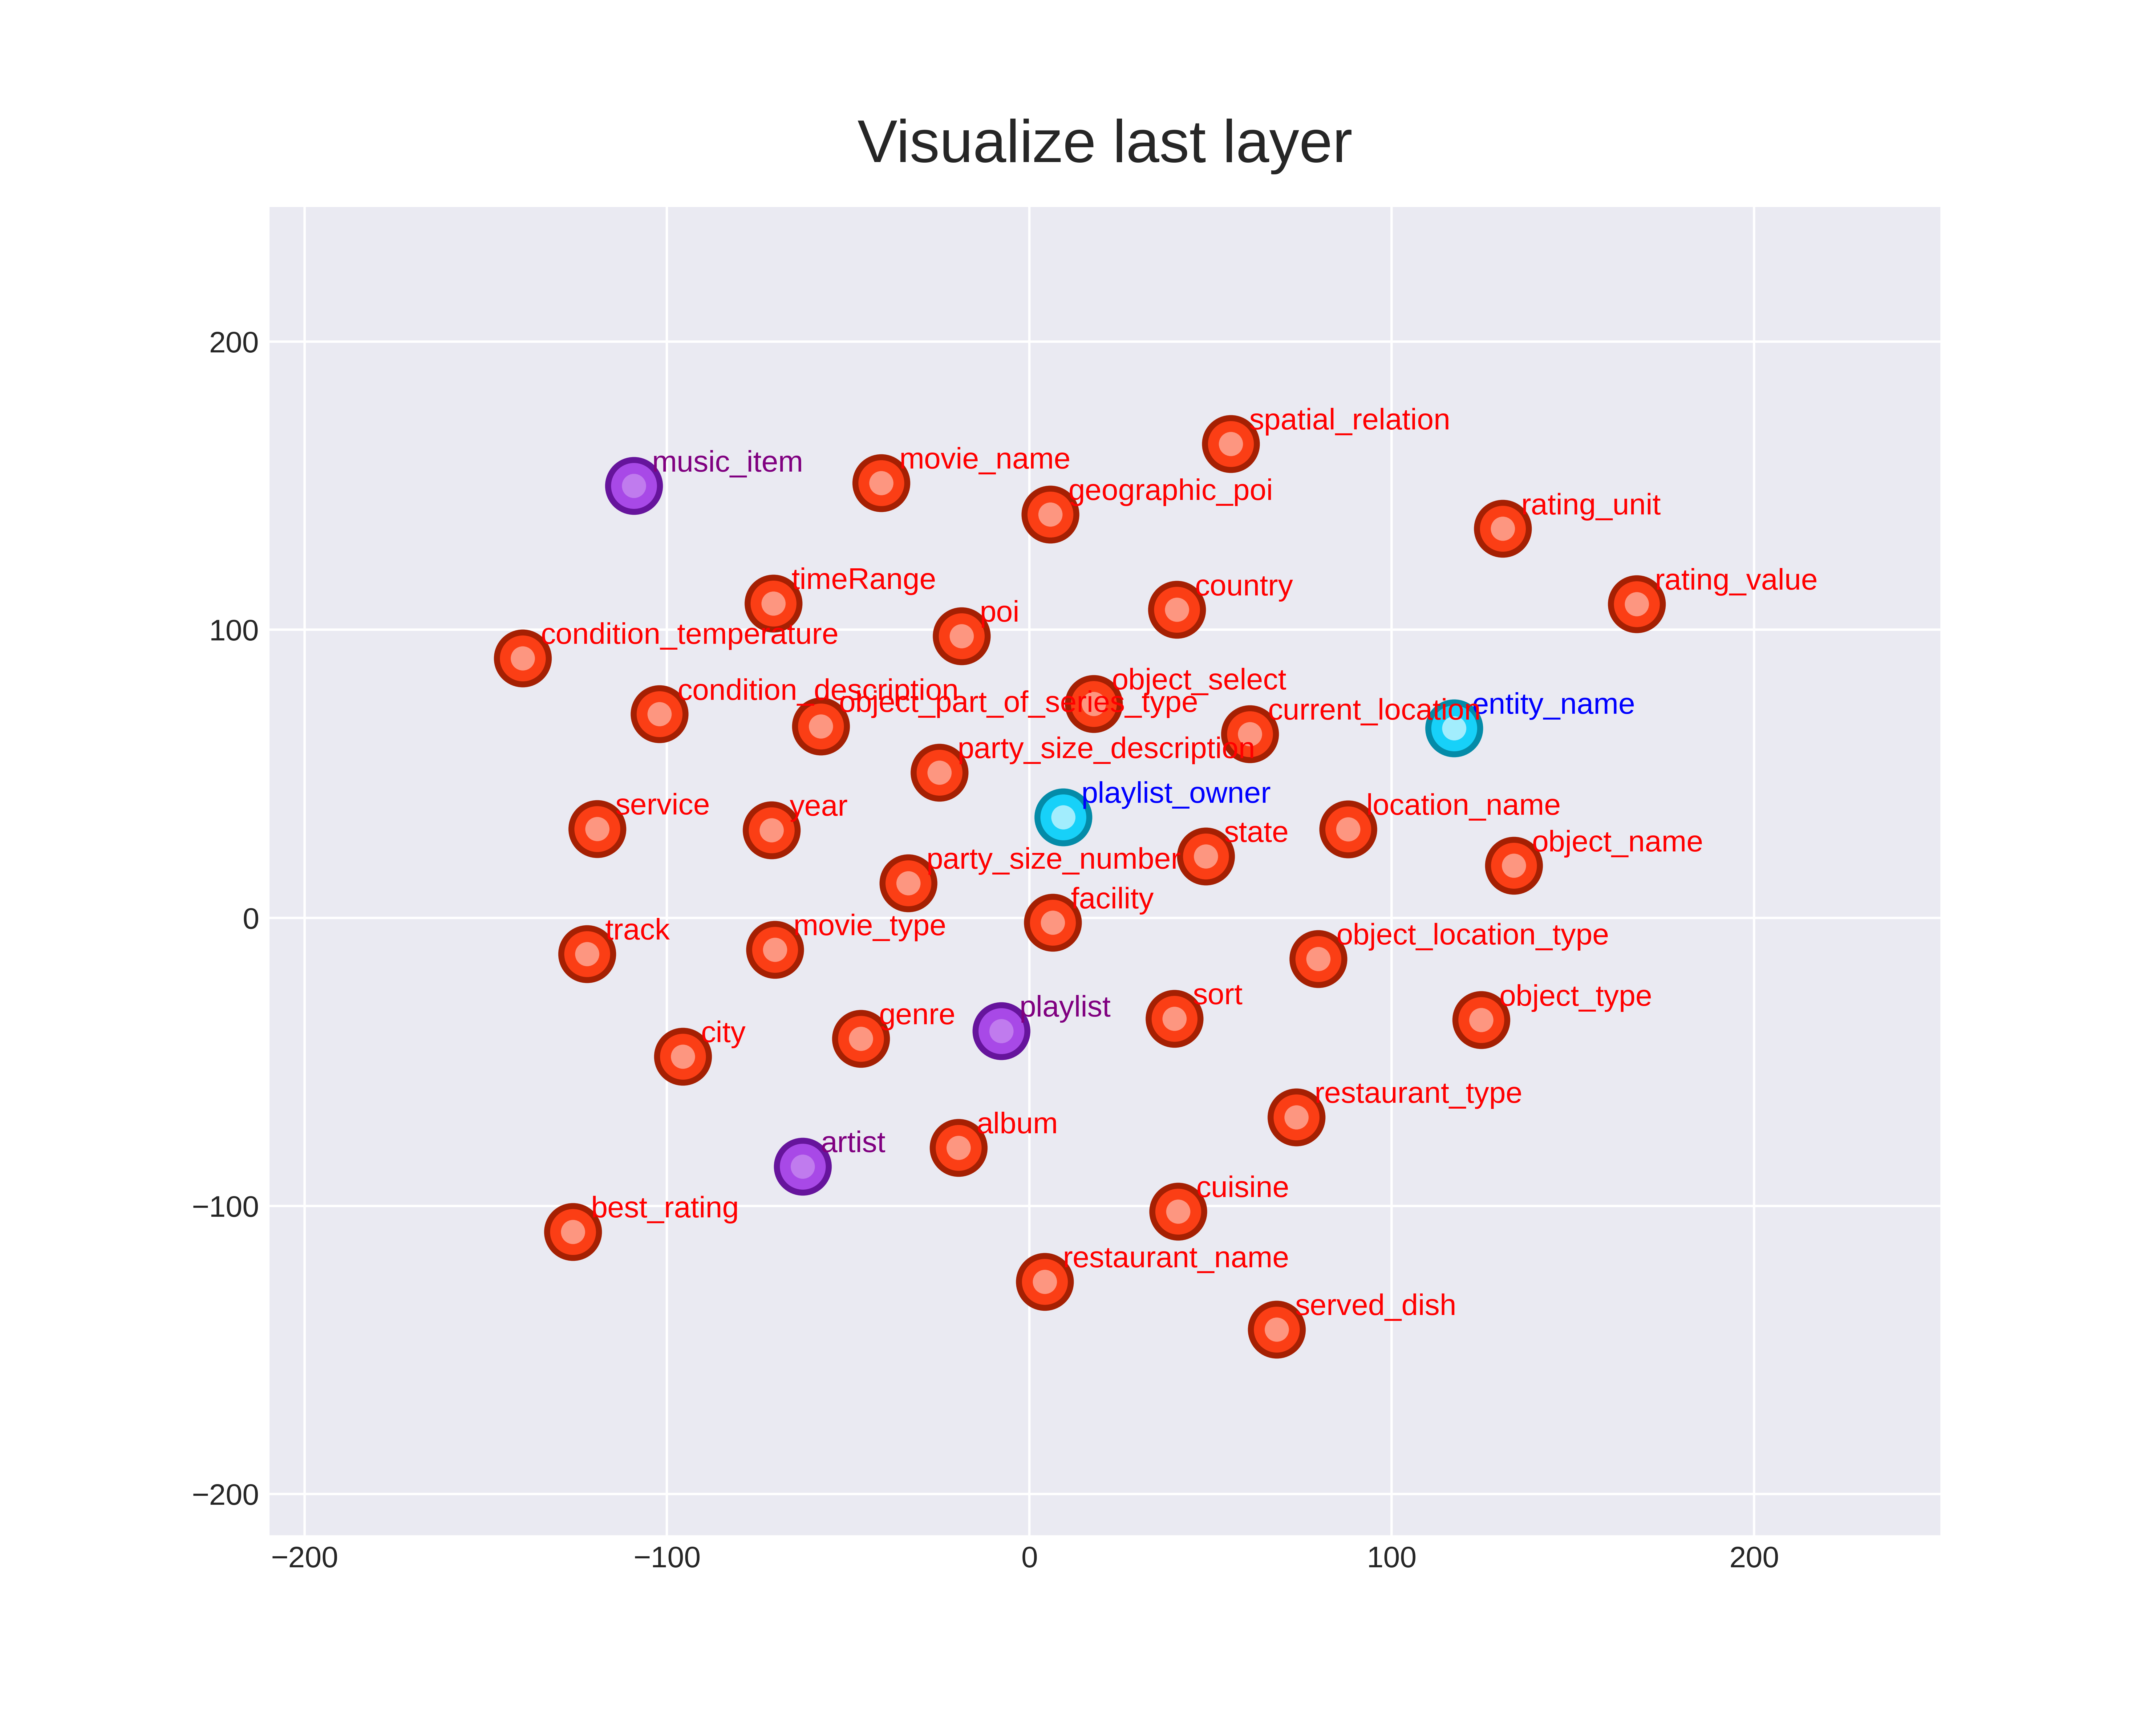 Visualize last layer
200
100
0
−100
−200
−200
−100
0
100
200
spatial_relation
movie_name
music_item
geographic_poi
rating_unit
timeRange
rating_value
country
poi
condition_temperature
object_select
condition_description
object_part_of_series_type
entity_name
current_location
party_size_description
playlist_owner
service
location_name
year
state
object_name
party_size_number
facility
movie_type
track
object_location_type
sort
object_type
playlist
genre
city
restaurant_type
album
artist
cuisine
best_rating
restaurant_name
served_dish